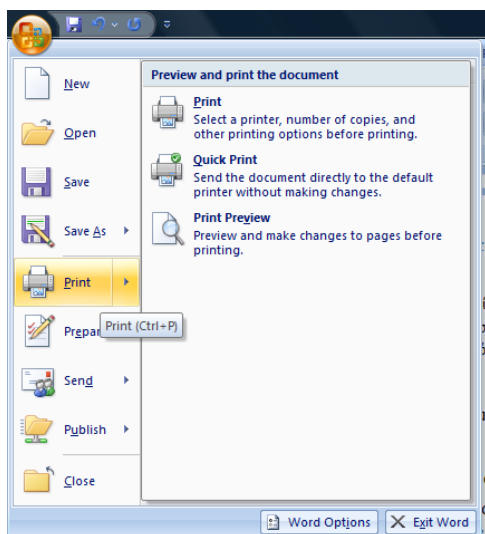 New
Open
Save
Save As
Print
Print (Ctrl+P)
Prepar
Send
Publish
Close
Preview and print the document
Print
Select a printer, number of copies, and
other printing options before printing.
Quick Print
Send the document directly to the default
printer without making changes.
Print Preview
Preview and make changes to pages before
printing.
Word Options
Exit Word